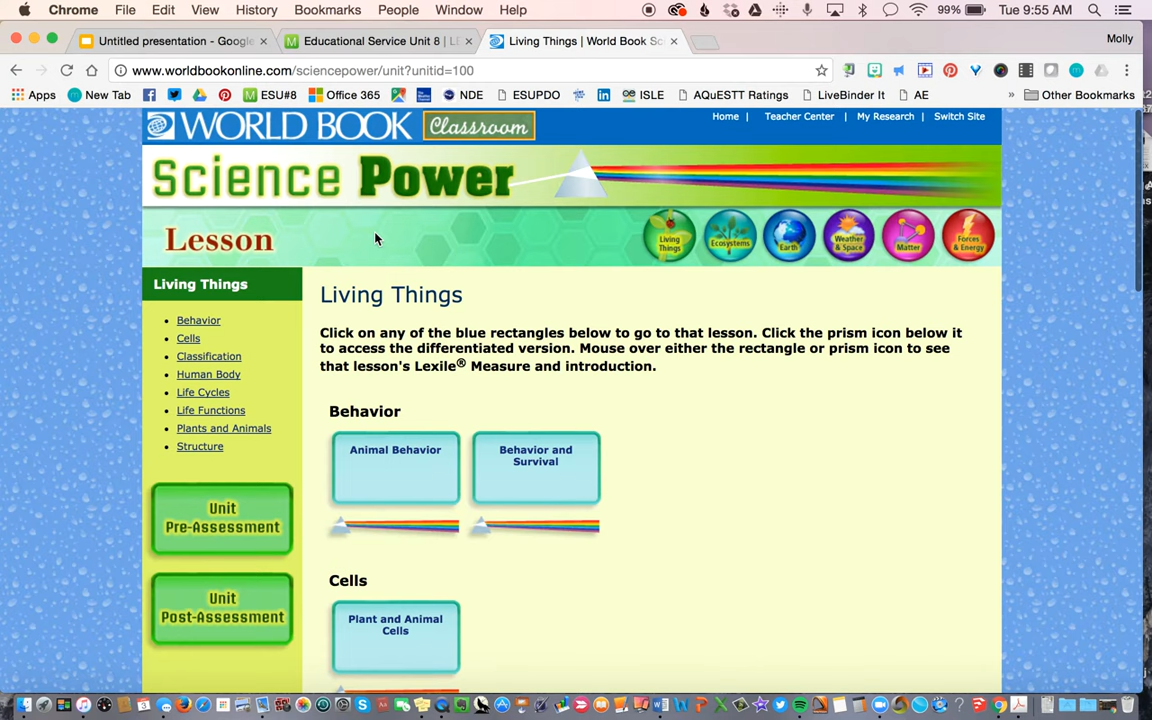 Chrome File Edit View History Bookmarks People Window Help 99% Tue 9:55 AM
Untitled presentation - Google
Educational Service Unit 8 | LE
Living Things | World Book Sc
Molly
www.worldbookonline.com/sciencepower/unit?unitid=100
Apps New Tab ESU#8 Office 365 NDE ESUPDO ISLE AQuESTT Ratings LiveBinder It AE » Other Bookmarks
WORLD BOOK Classroom
Home | Teacher Center | My Research | Switch Site
Science Power
Lesson
Living Things
Ecosystems
Earth
Weather & Space
Matter
Forces & Energy
Living Things
Behavior
Cells
Classification
Human Body
Life Cycles
Life Functions
Plants and Animals
Structure
Unit
Pre-Assessment
Unit
Post-Assessment
Living Things
Click on any of the blue rectangles below to go to that lesson. Click the prism icon below it
to access the differentiated version. Mouse over either the rectangle or prism icon to see
that lesson's Lexile® Measure and introduction.
Behavior
Animal Behavior
Behavior and
Survival
Cells
Plant and Animal
Cells